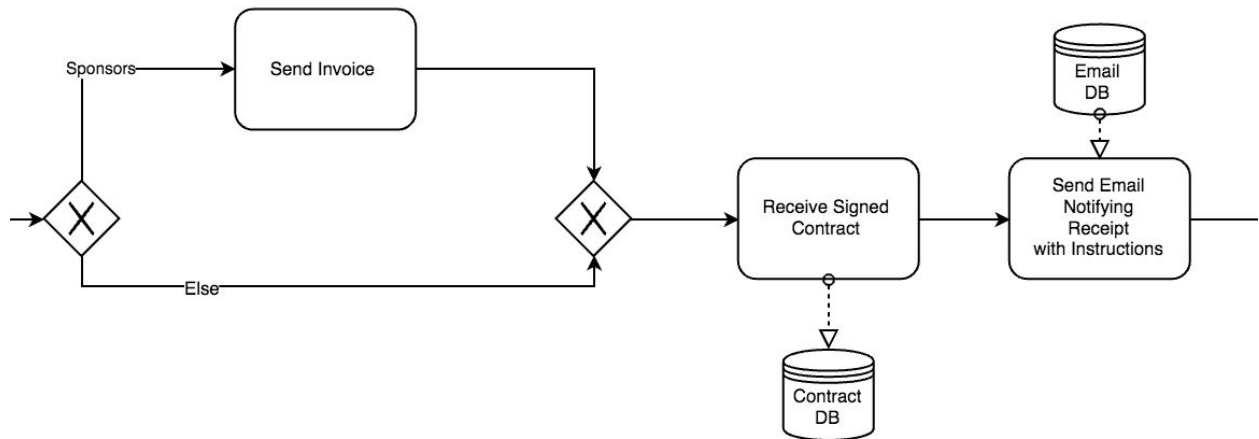 Sponsors
Send Invoice
Email
DB
Receive Signed
Contract
Send Email
Notifying
Receipt
with Instructions
Else
Contract
DB